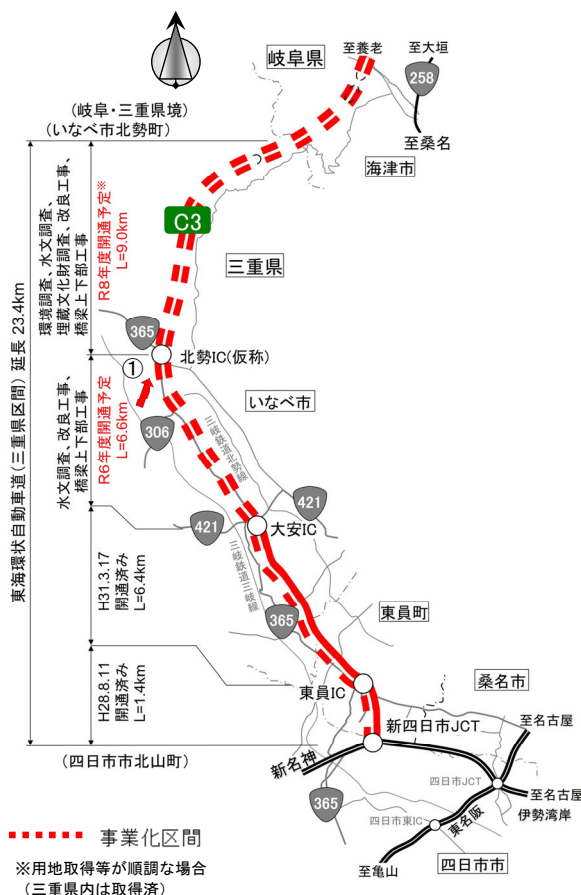 至養老
至大垣
岐阜県
258
(岐阜・三重県境)
(いなべ市北勢町)
至桑名
海津市
C3
三重県
東海環状自動車道(三重県区間) 延長 23.4km
環境調査、水文調査、
埋蔵文化財調査、改良工事、
橋梁上下部工事
R8年度開通予定※
L=9.0km
365
北勢IC(仮称)
①
いなべ市
306
水文調査、改良工事、
橋梁上下部工事
R6年度開通予定
L=6.6km
三岐鉄道北勢線
421
421
大安IC
H31.3.17
開通済み
L=6.4km
三岐鉄道三岐線
365
東員町
H28.8.11
開通済み
L=1.4km
東員IC
桑名市
新四日市JCT
至名古屋
(四日市市北山町)
新名神
四日市JCT
365
至名古屋
伊勢湾岸
四日市東IC
東名阪
至亀山
四日市市
事業化区間
※用地取得等が順調な場合
(三重県内は取得済)